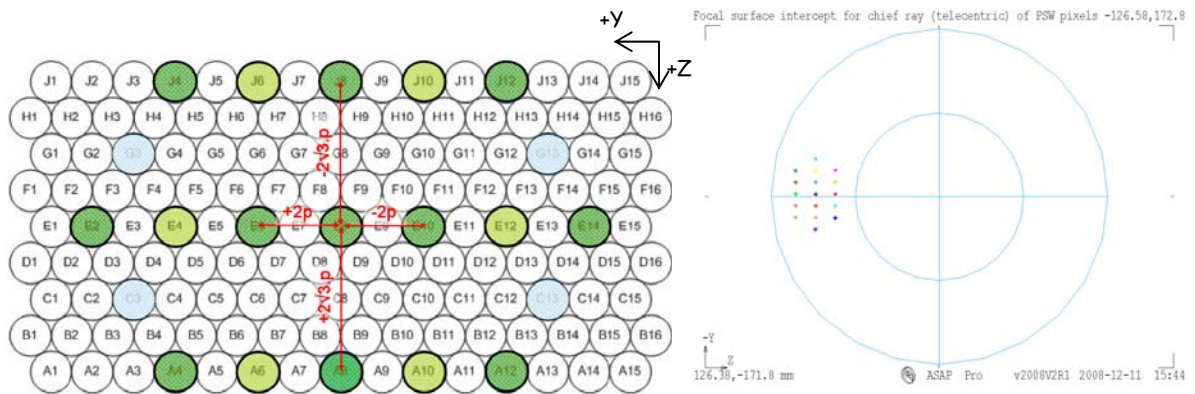 +Y
+Z
J1 J2 J3 J4 J5 J6 J7 J8 J9 J10 J11 J12 J13 J14 J15
H1 H2 H3 H4 H5 H6 H7 H8 H9 H10 H11 H12 H13 H14 H15 H16
G1 G2 G3 G4 G5 G6 G7 G8 G9 G10 G11 G12 G13 G14 G15
F1 F2 F3 F4 F5 F6 F7 F8 F9 F10 F11 F12 F13 F14 F15 F16
-2√3.p
E1 E2 E3 E4 E5 E7 E9 E10 E11 E12 E13 E14 E15
+2p -2p
D1 D2 D3 D4 D5 D6 D7 D8 D9 D10 D11 D12 D13 D14 D15 D16
C1 C2 C3 C4 C5 C6 C7 C8 C9 C10 C11 C12 C13 C14 C15
+2√3.p
B1 B2 B3 B4 B5 B6 B7 B8 B9 B10 B11 B12 B13 B14 B15 B16
A1 A2 A3 A4 A5 A6 A7 A9 A10 A11 A12 A13 A14 A15
Focal surface intercept for chief ray (telecentric) of PSW pixels -126.58,172.8
-Y
Z
126.38,-171.8 mm
ASAP Pro v2008V2R1 2008-12-11 15:44